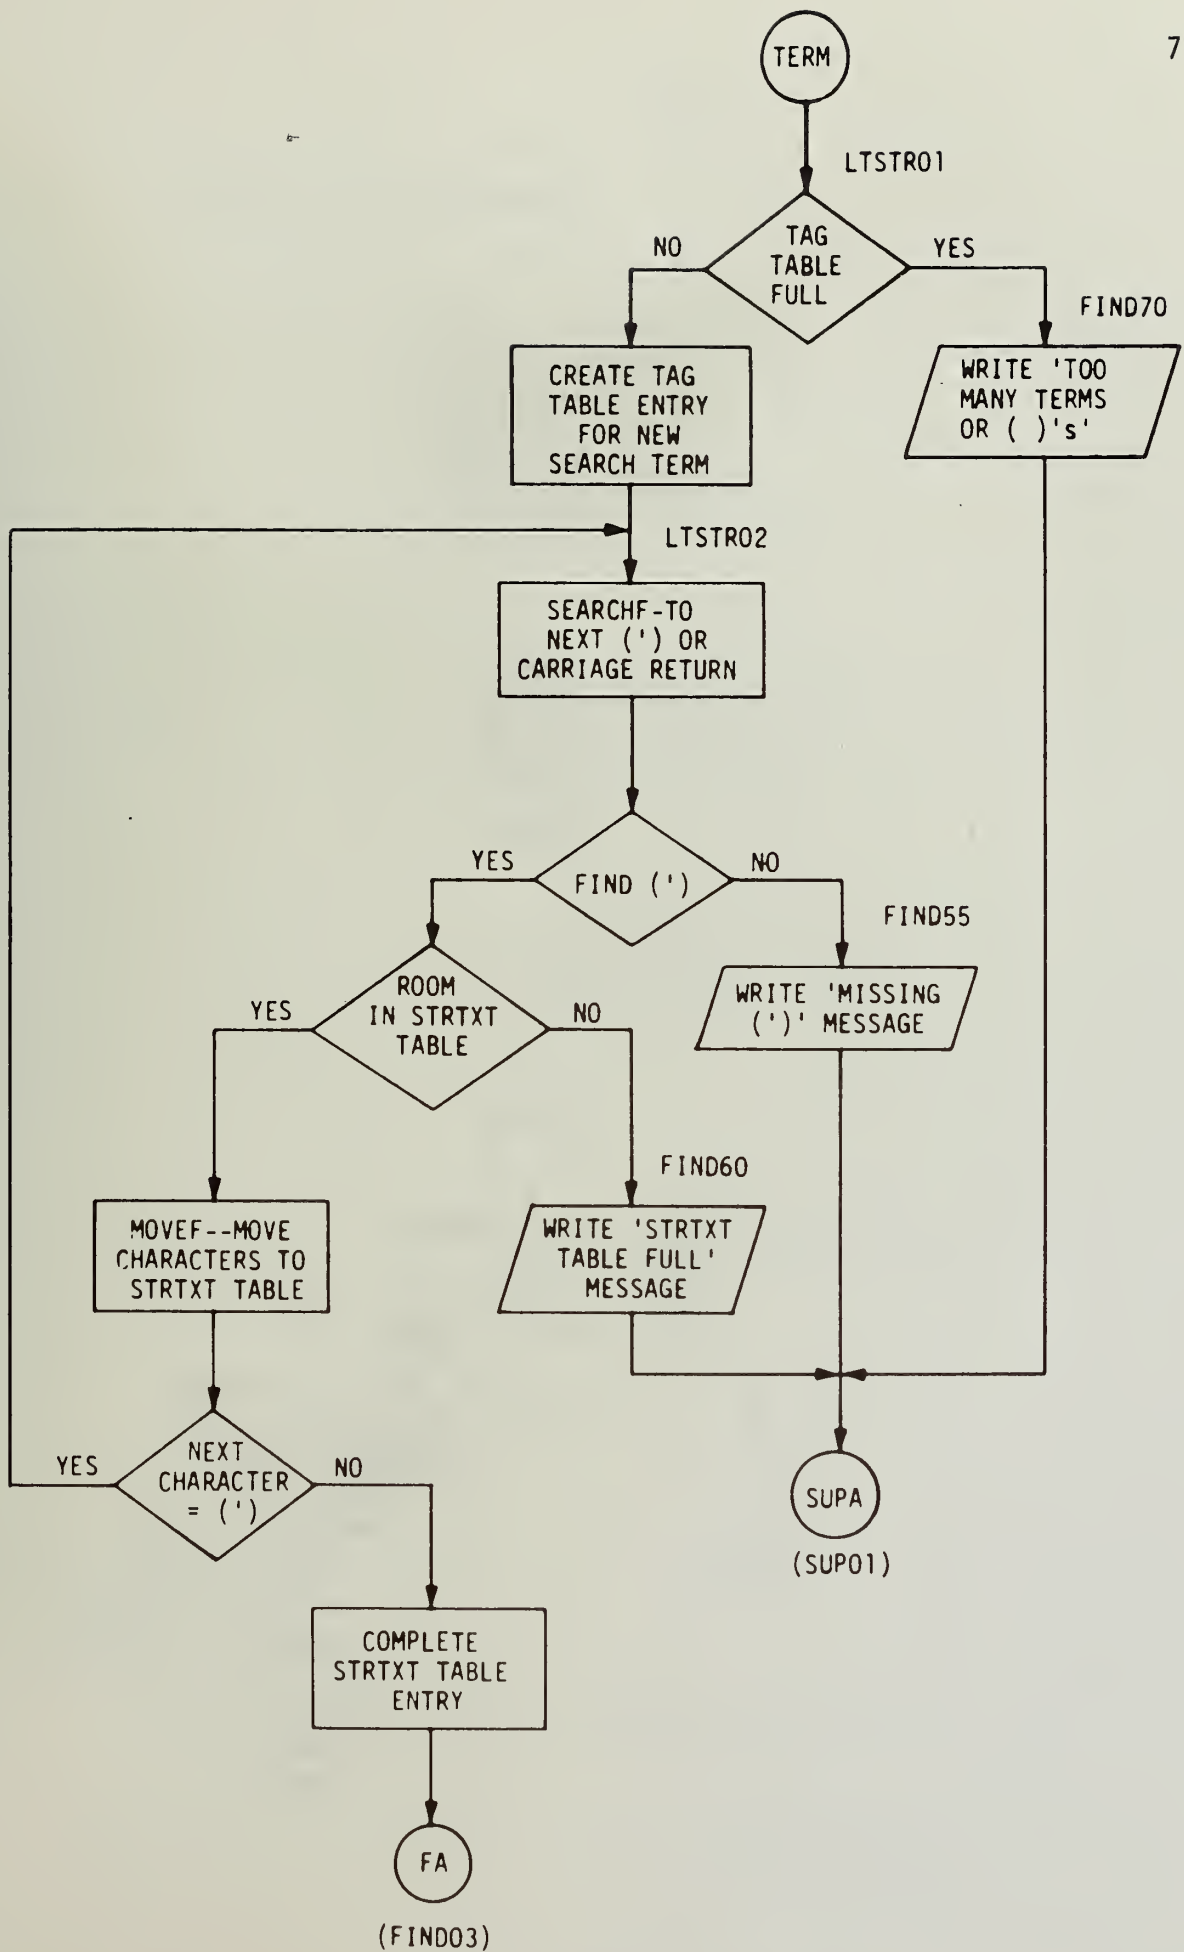 7
TERM
LTSTR01
TAG
TABLE
FULL
NO
YES
FIND70
CREATE TAG
TABLE ENTRY
FOR NEW
SEARCH TERM
WRITE 'TOO
MANY TERMS
OR ( )'s'
LTSTR02
SEARCHF-TO
NEXT (') OR
CARRIAGE RETURN
FIND (')
YES
NO
FIND55
ROOM
IN STRTXT
TABLE
YES
NO
WRITE 'MISSING
(')' MESSAGE
FIND60
MOVEF--MOVE
CHARACTERS TO
STRTXT TABLE
WRITE 'STRTXT
TABLE FULL'
MESSAGE
NEXT
CHARACTER
= (')
YES
NO
SUPA
(SUP01)
COMPLETE
STRTXT TABLE
ENTRY
FA
(FIND03)